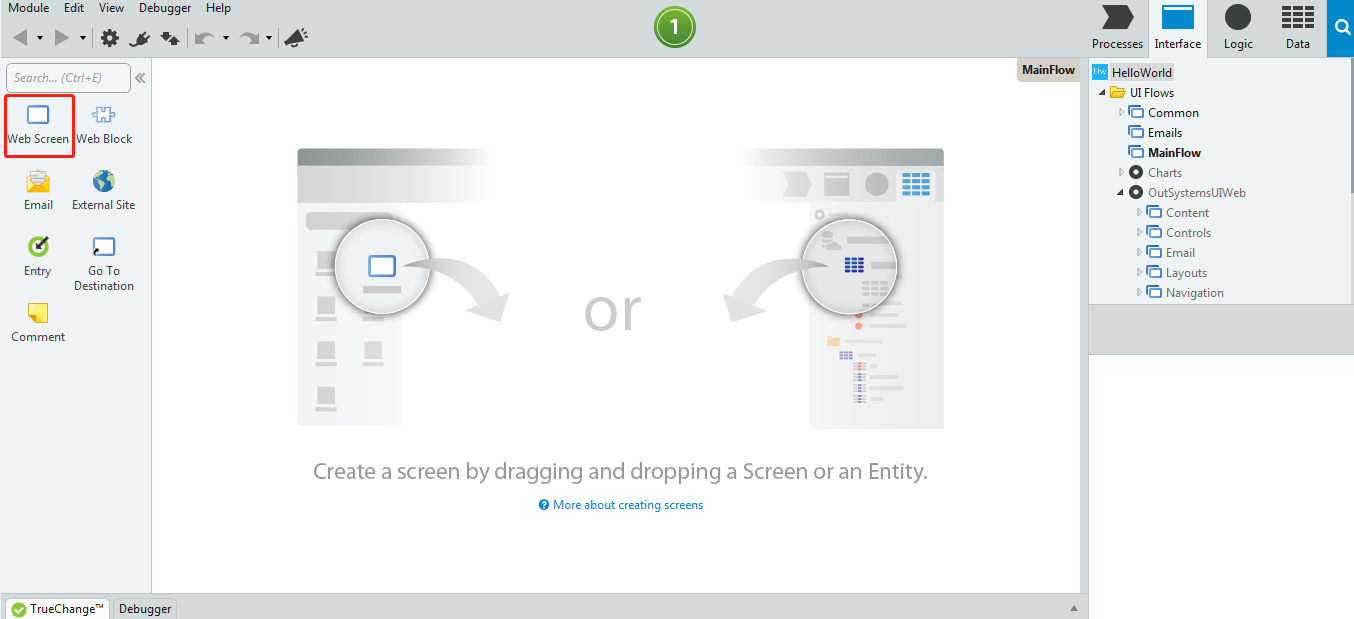 Module Edit View Debugger Help
1
Processes Interface Logic Data
Search... (Ctrl+E)
Web Screen Web Block
Email External Site
Entry Go To
Destination
Comment
MainFlow
or
Create a screen by dragging and dropping a Screen or an Entity.
? More about creating screens
Hw HelloWorld
UI Flows
Common
Emails
MainFlow
Charts
OutSystemsUIWeb
Content
Controls
Email
Layouts
Navigation
TrueChange™ Debugger